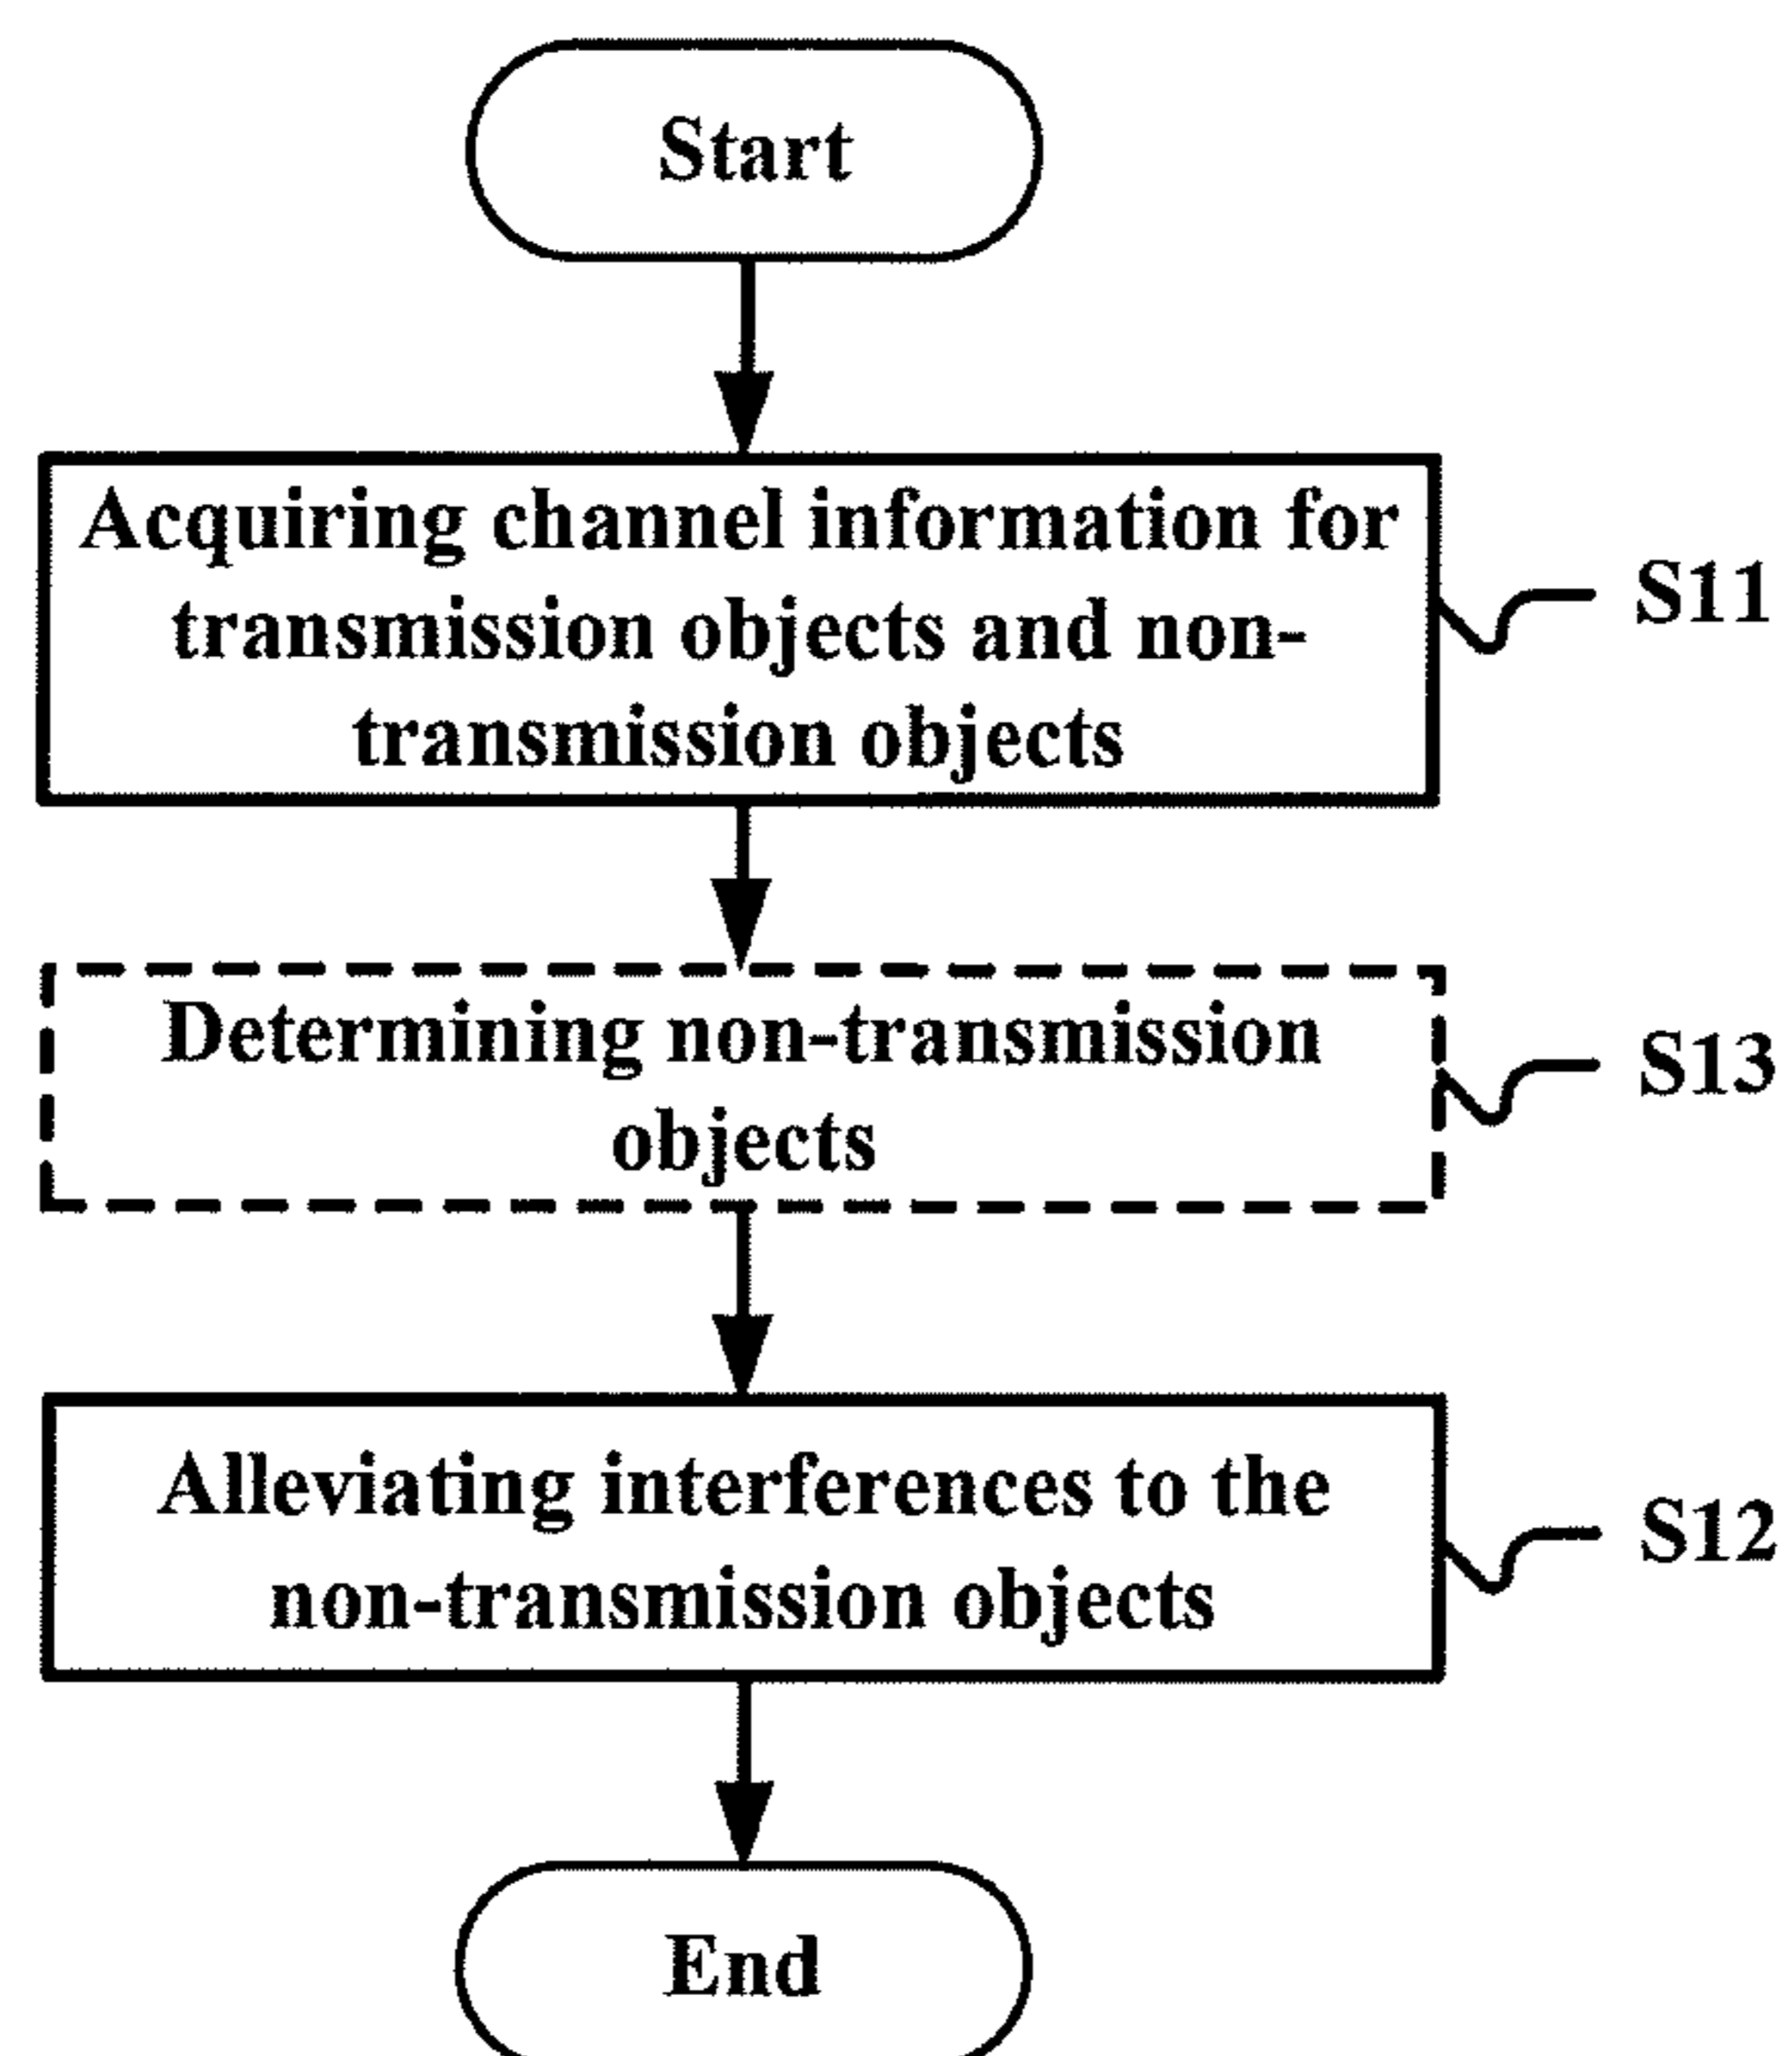 Start
Acquiring channel information for
transmission objects and non-
transmission objects
S11
Determining non-transmission
objects
S13
Alleviating interferences to the
non-transmission objects
S12
End